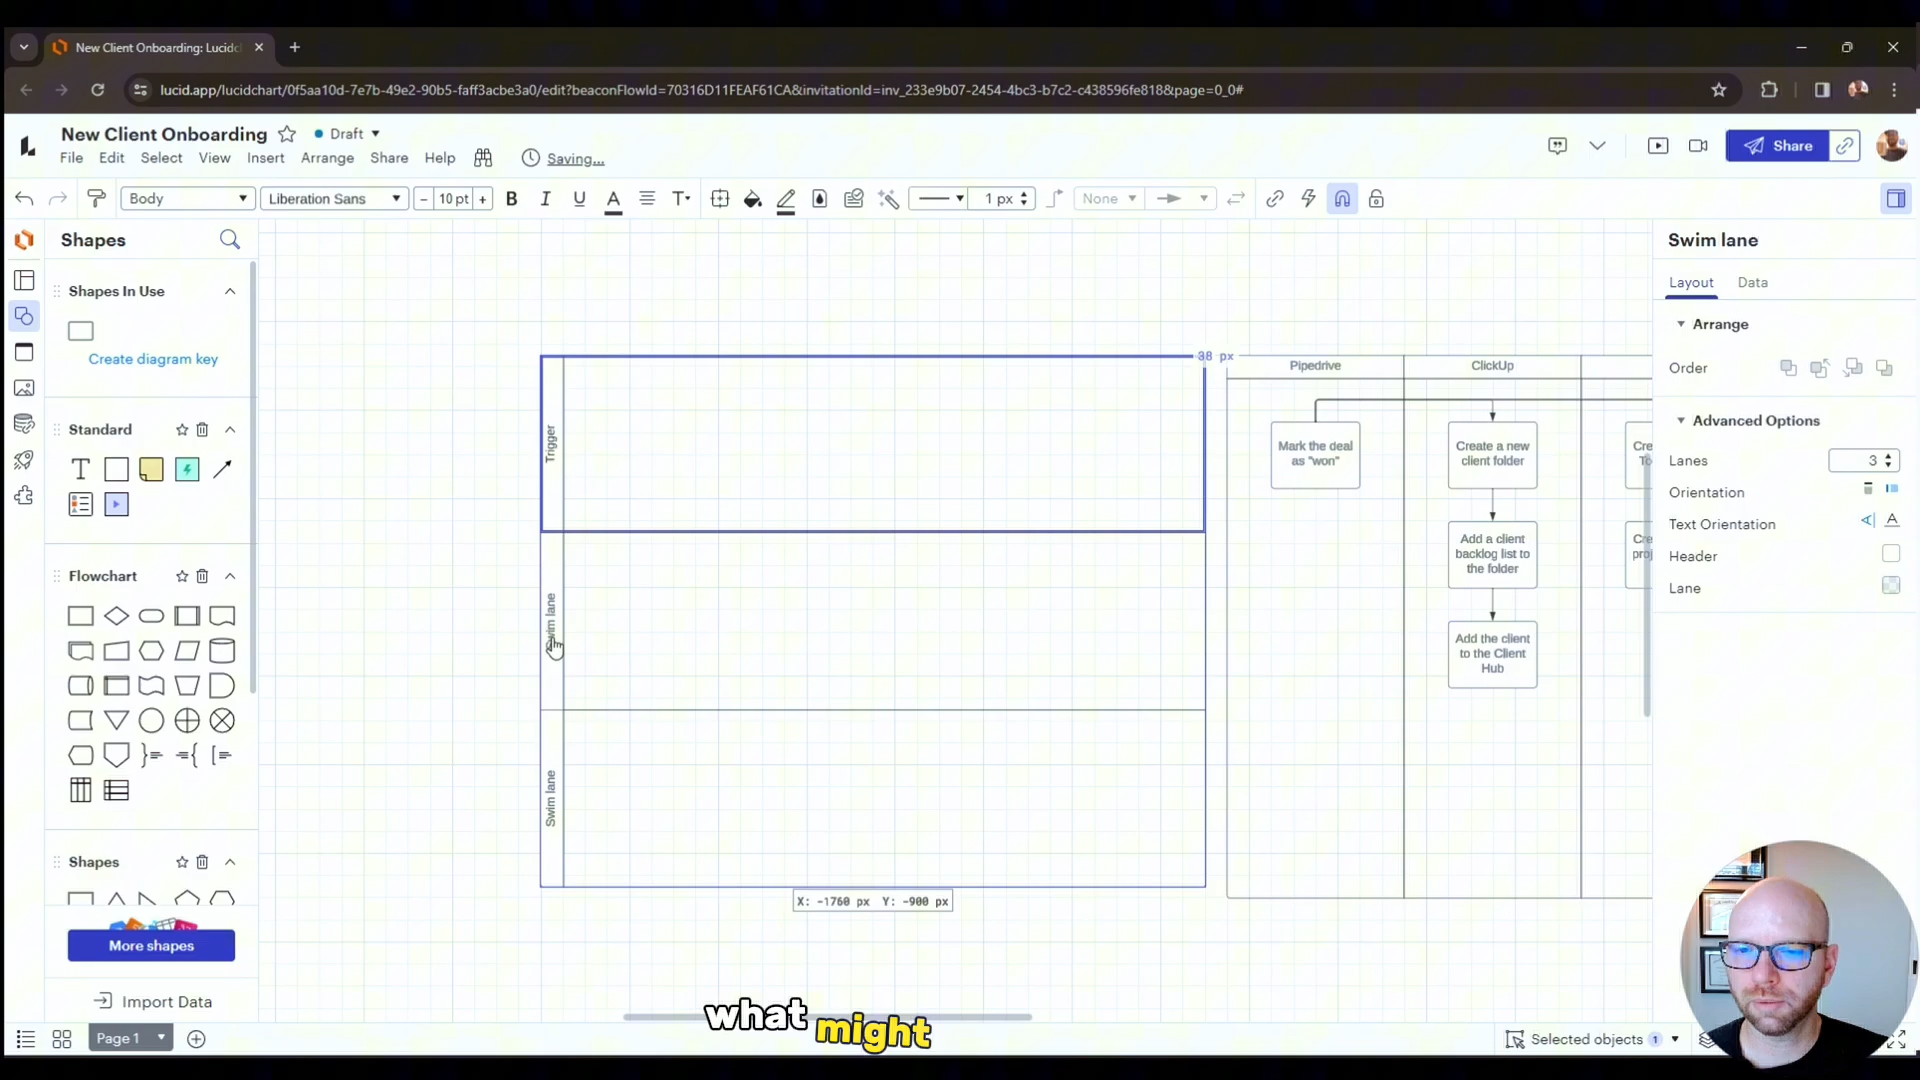 New Client Onboarding: Lucidc
lucid.app/lucidchart/0f5aa10d-7e7b-49e2-90b5-faff3acbe3a0/edit?beaconFlowId=70316D11FEAF61CA&invitationId=inv_233e9b07-2454-4bc3-b7c2-c438596fe818&page=0_0#
New Client Onboarding
Draft
File Edit Select View Insert Arrange Share Help
Saving...
Share
Body
Liberation Sans
- 10 pt +
B I U A T
1 px
None
Shapes
Shapes In Use
Create diagram key
Standard
T
Flowchart
Shapes
More shapes
Import Data
Page 1
Trigger
Swim lane
Swim lane
38 px
X: -1760 px Y: -900 px
Pipedrive
Mark the deal
as "won"
ClickUp
Create a new
client folder
Add a client
backlog list to
the folder
Add the client
to the Client
Hub
Cre
To
Cre
proj
Swim lane
Layout
Data
Arrange
Order
Advanced Options
Lanes
3
Orientation
Text Orientation
A
Header
Lane
Selected objects 1
what might